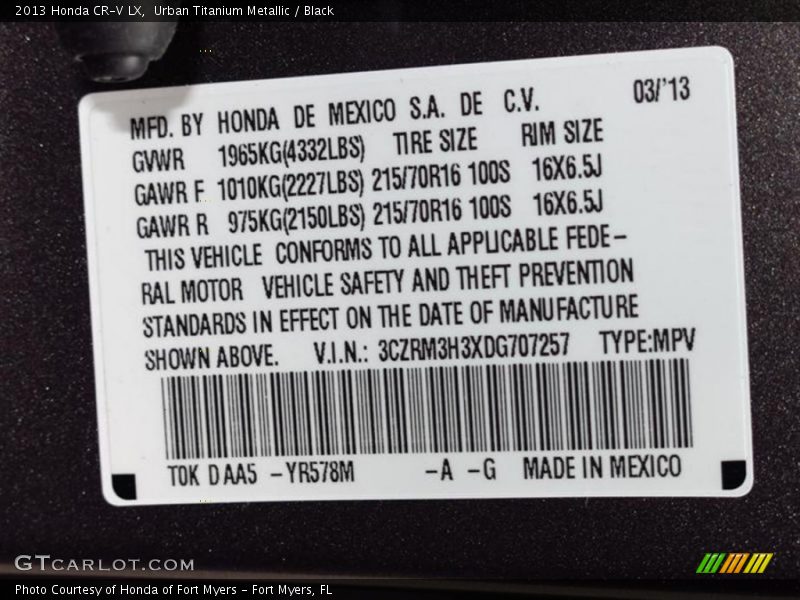 2013 Honda CR-V LX, Urban Titanium Metallic / Black
MFD. BY HONDA DE MEXICO S.A. DE C.V. 03/'13
GVWR 1965KG(4332LBS) TIRE SIZE RIM SIZE
GAWR F 1010KG(2227LBS) 215/70R16 100S 16X6.5J
GAWR R 975KG(2150LBS) 215/70R16 100S 16X6.5J
THIS VEHICLE CONFORMS TO ALL APPLICABLE FEDE-
RAL MOTOR VEHICLE SAFETY AND THEFT PREVENTION
STANDARDS IN EFFECT ON THE DATE OF MANUFACTURE
SHOWN ABOVE. V.I.N.: 3CZRM3H3XDG707257 TYPE:MPV
TOK D AA5 -YR578M -A -G MADE IN MEXICO
GTCARLOT.COM
Photo Courtesy of Honda of Fort Myers - Fort Myers, FL